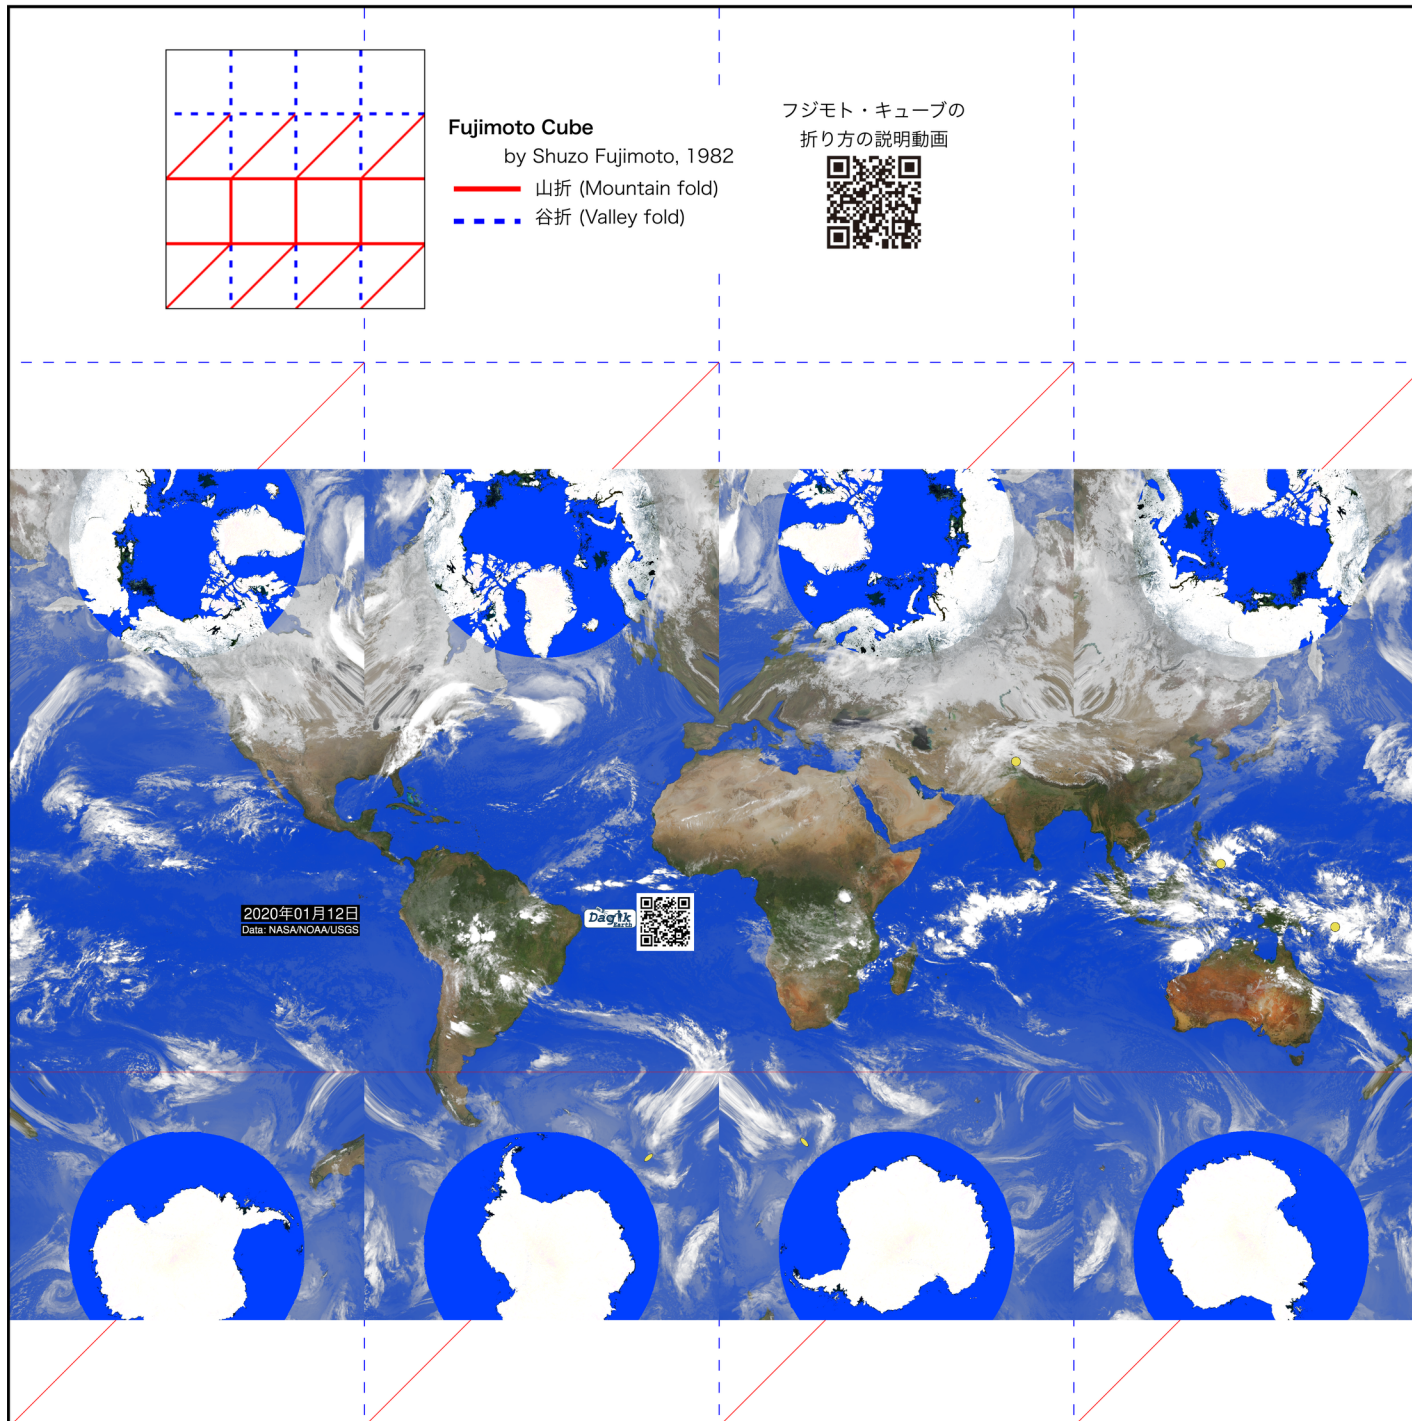 Fujimoto Cube
by Shuzo Fujimoto, 1982
山折 (Mountain fold)
谷折 (Valley fold)
フジモト・キューブの
折り方の説明動画
2020年01月12日
Data: NASA/NOAA/USGS
Dagik
Earth